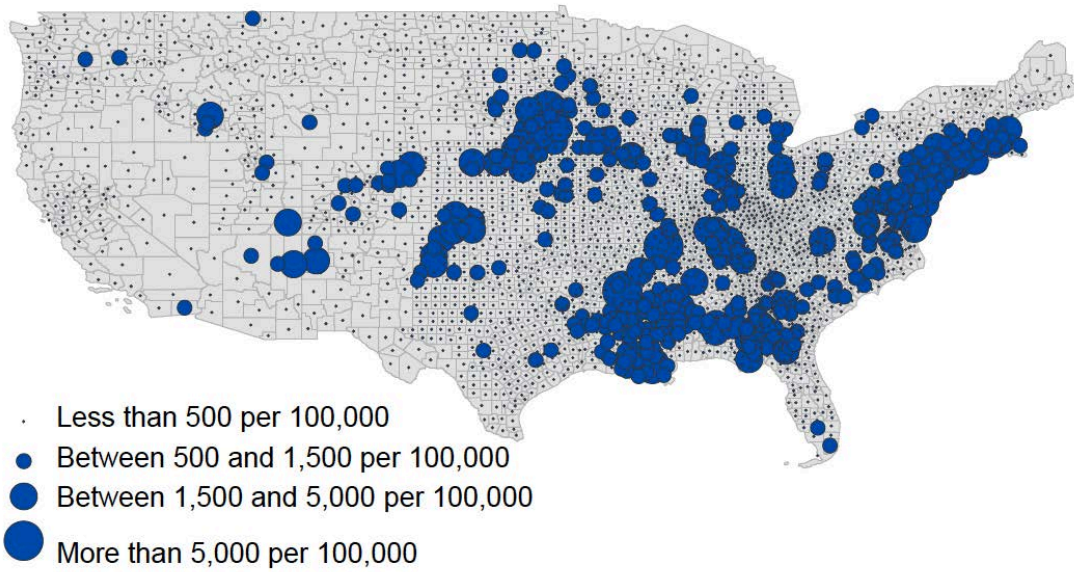 Less than 500 per 100,000
Between 500 and 1,500 per 100,000
Between 1,500 and 5,000 per 100,000
More than 5,000 per 100,000